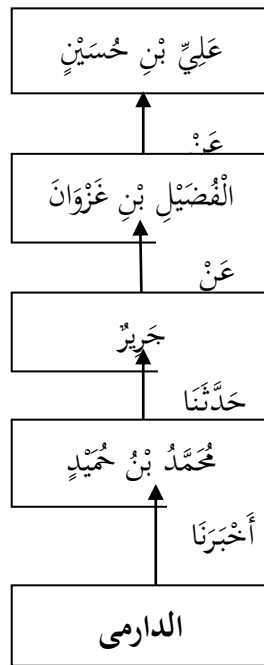 عَلِيِّ بْنِ حُسَيْنٍ
عَنْ
الْفُضَيْلِ بْنِ غَزْوَانَ
عَنْ
جَرِيرٌ
حَدَّثَنَا
مُحَمَّدُ بْنُ حُمَيْدٍ
أَخْبَرَنَا
الدارمى